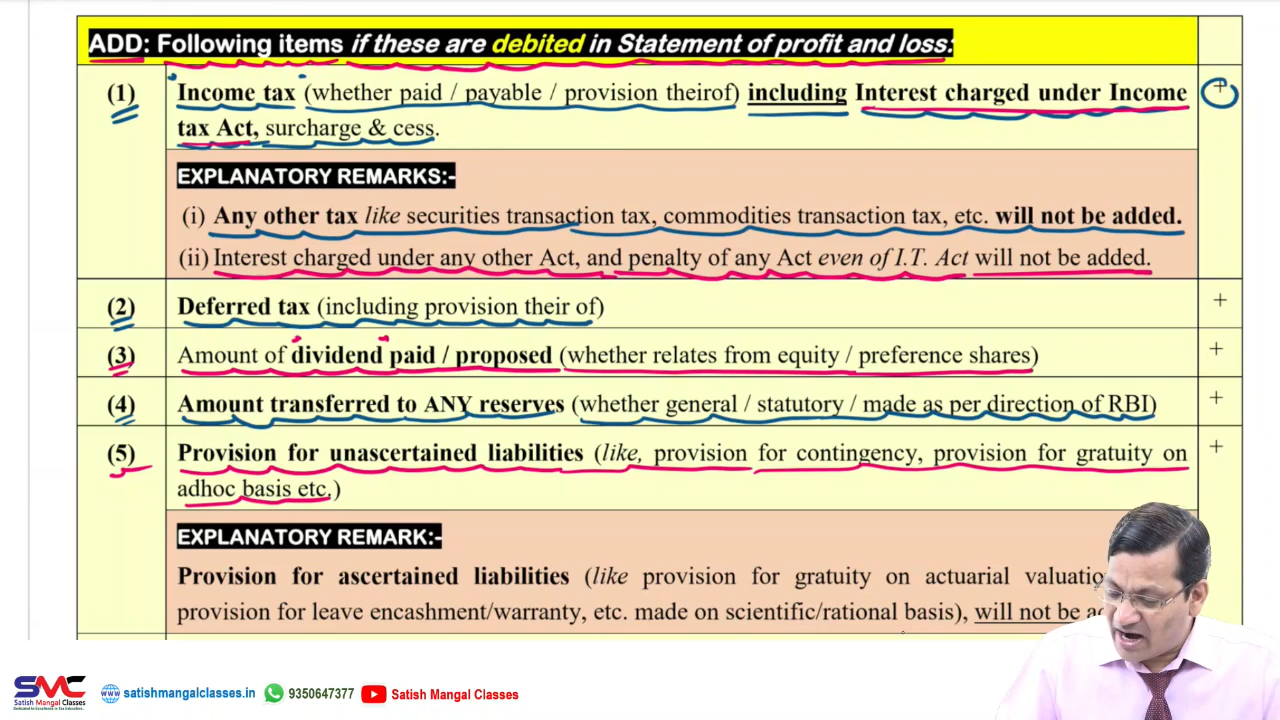 ADD: Following items if these are debited in Statement of profit and loss:
(1) Income tax (whether paid / payable / provision theirof) including Interest charged under Income +
tax Act, surcharge & cess.
EXPLANATORY REMARKS:-
(i) Any other tax like securities transaction tax, commodities transaction tax, etc. will not be added.
(ii) Interest charged under any other Act, and penalty of any Act even of I.T. Act will not be added.
(2) Deferred tax (including provision their of) +
(3) Amount of dividend paid / proposed (whether relates from equity / preference shares) +
(4) Amount transferred to ANY reserves (whether general / statutory / made as per direction of RBI) +
(5) Provision for unascertained liabilities (like, provision for contingency, provision for gratuity on +
adhoc basis etc.)
EXPLANATORY REMARK:-
Provision for ascertained liabilities (like provision for gratuity on actuarial
provision for leave encashment/warranty, etc. made on scientific/rational basis), will not be
SMC
Satish Mangal Classes
satishmangalclasses.in 9350647377 Satish Mangal Classes